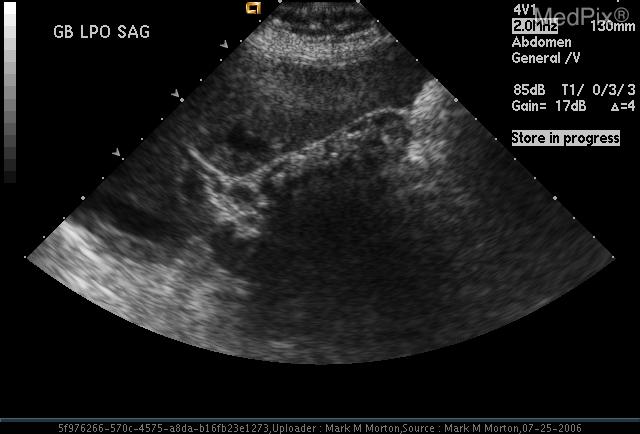 GB LPO SAG
4V1
2.0MHz 130mm
Abdomen
General /V
85dB T1/ 0/3/3
Gain= 17dB Δ=4
Store in progress
MedPix®
5f976266-570c-4575-a8da-b16fb23e1273,Uploader : Mark M Morton,Source : Mark M Morton,07-25-2006